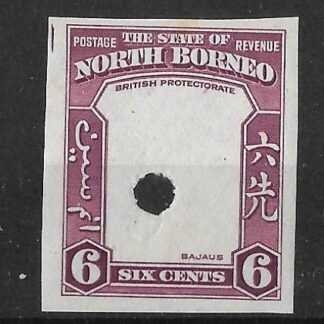 POSTAGE THE STATE OF REVENUE
NORTH BORNEO
BRITISH PROTECTORATE
六先
BAJAUS
6 SIX CENTS 6